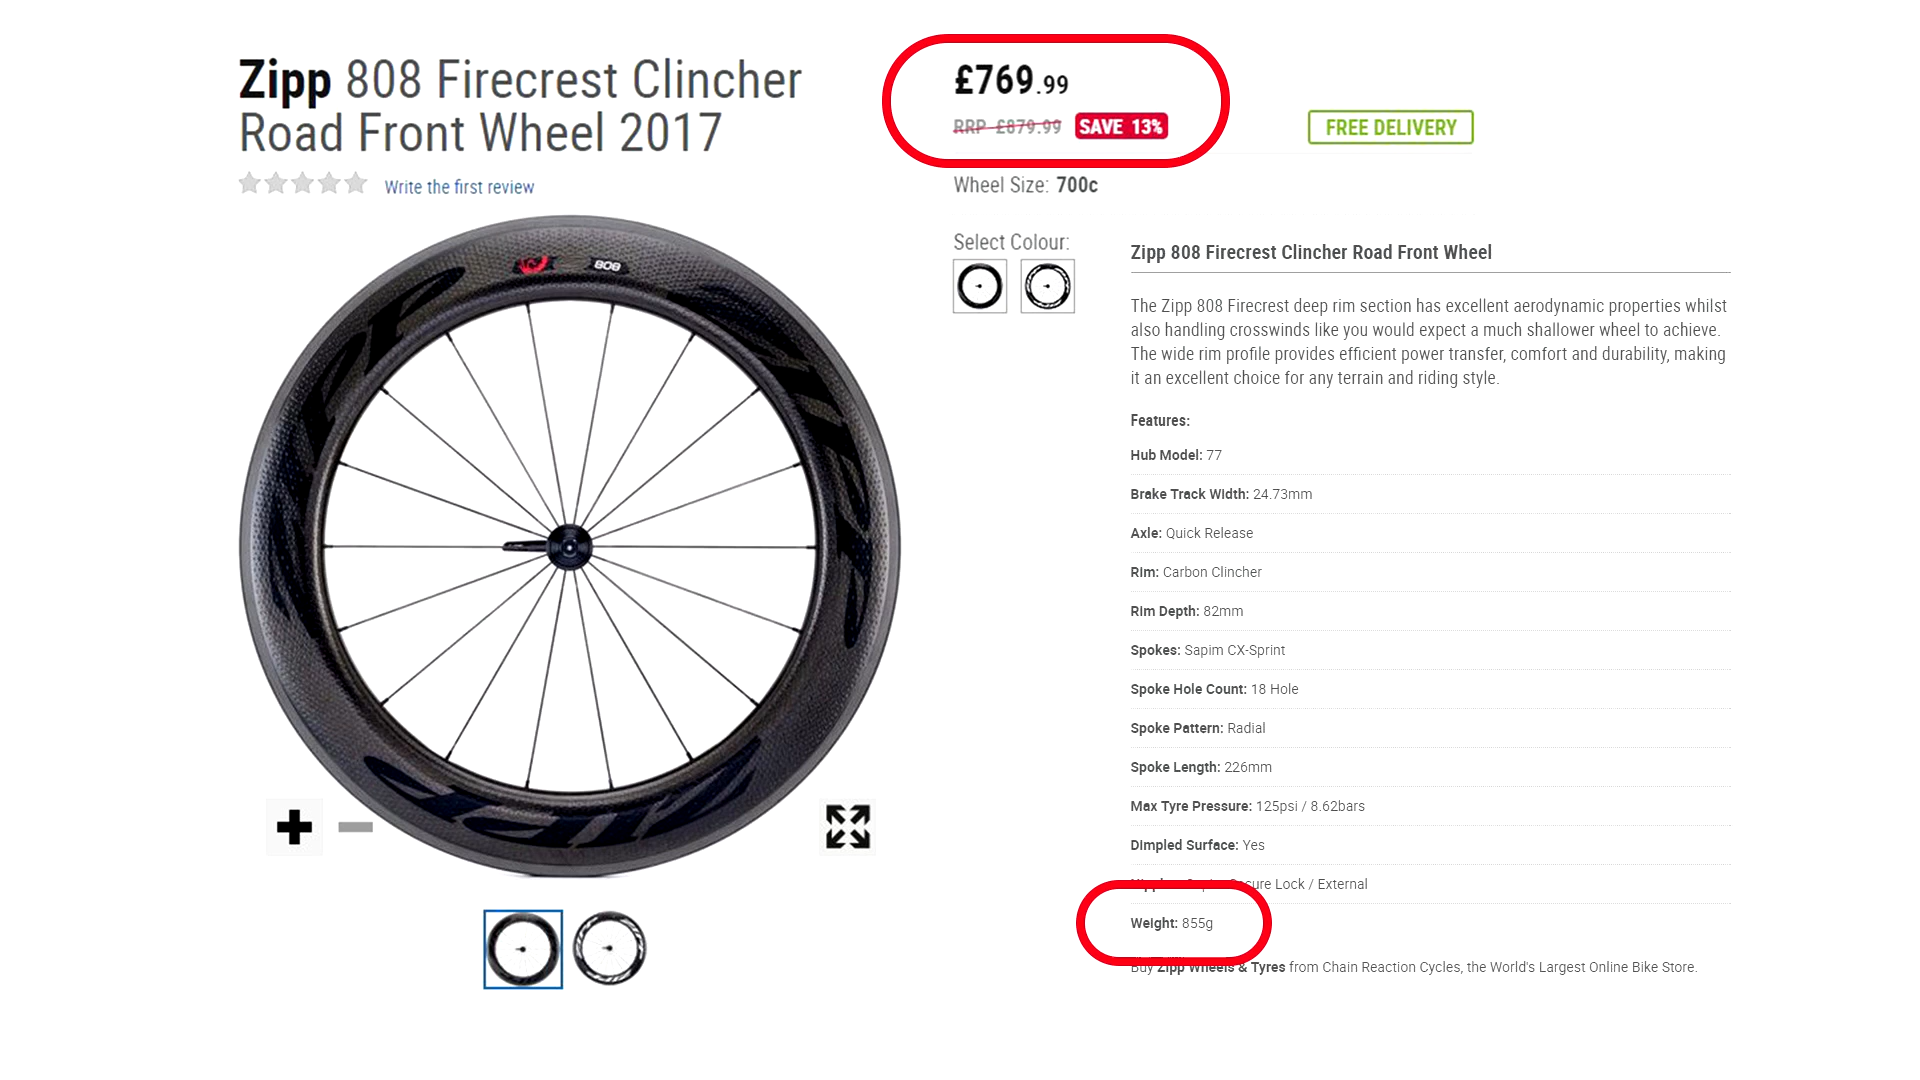 Zipp 808 Firecrest Clincher
Road Front Wheel 2017
Write the first review
£769.99
RRP £879.99 SAVE 13%
FREE DELIVERY
Wheel Size: 700c
Select Colour:
808
Zipp 808 Firecrest Clincher Road Front Wheel
The Zipp 808 Firecrest deep rim section has excellent aerodynamic properties whilst
also handling crosswinds like you would expect a much shallower wheel to achieve.
The wide rim profile provides efficient power transfer, comfort and durability, making
it an excellent choice for any terrain and riding style.
Features:
Hub Model: 77
Brake Track Width: 24.73mm
Axle: Quick Release
Rim: Carbon Clincher
Rim Depth: 82mm
Spokes: Sapim CX-Sprint
Spoke Hole Count: 18 Hole
Spoke Pattern: Radial
Spoke Length: 226mm
Max Tyre Pressure: 125psi / 8.62bars
Dimpled Surface: Yes
Lock / External
Weight: 855g
Buy Zipp Wheels & Tyres from Chain Reaction Cycles, the World's Largest Online Bike Store.